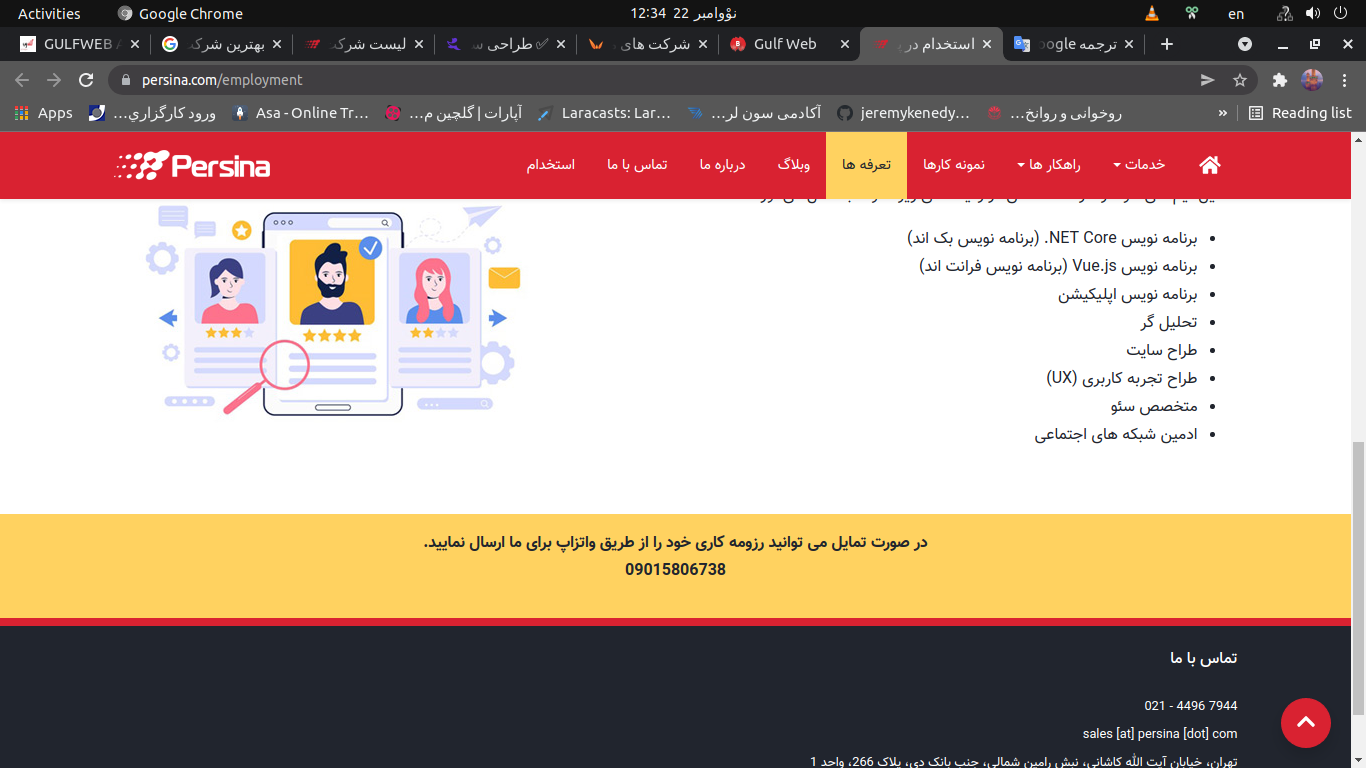 Activities
Google Chrome
نوْوامبر 22 12:34
en
GULFWEB
بهترین
لیست
طراحی
شرکت های
Gulf Web
استخدام در
ترجمه
persina.com/employment
Apps
ورود کارگزاري...
Asa - Online Tr...
آپارات | گلچین م...
Laracasts: Lar...
آکادمی سون لر...
jeremykenedy...
روخوانی و روانخ...
»
Reading list
خدمات
راهکار ها
نمونه کارها
تعرفه ها
وبلاگ
درباره ما
تماس با ما
استخدام
Persina
برنامه نویس NET Core. (برنامه نویس بک اند)
برنامه نویس Vue.js (برنامه نویس فرانت اند)
برنامه نویس اپلیکیشن
تحلیل گر
طراح سایت
طراح تجربه کاربری (UX)
متخصص سئو
ادمین شبکه های اجتماعی
در صورت تمایل می توانید رزومه کاری خود را از طریق واتزاپ برای ما ارسال نمایید.
09015806738
تماس با ما
021 - 4496 7944
sales [at] persina [dot] com
تهران، خیابان آیت الله کاشانی، نبش رامین شمالی، جنب بانک دی، پلاک 266، واحد 1